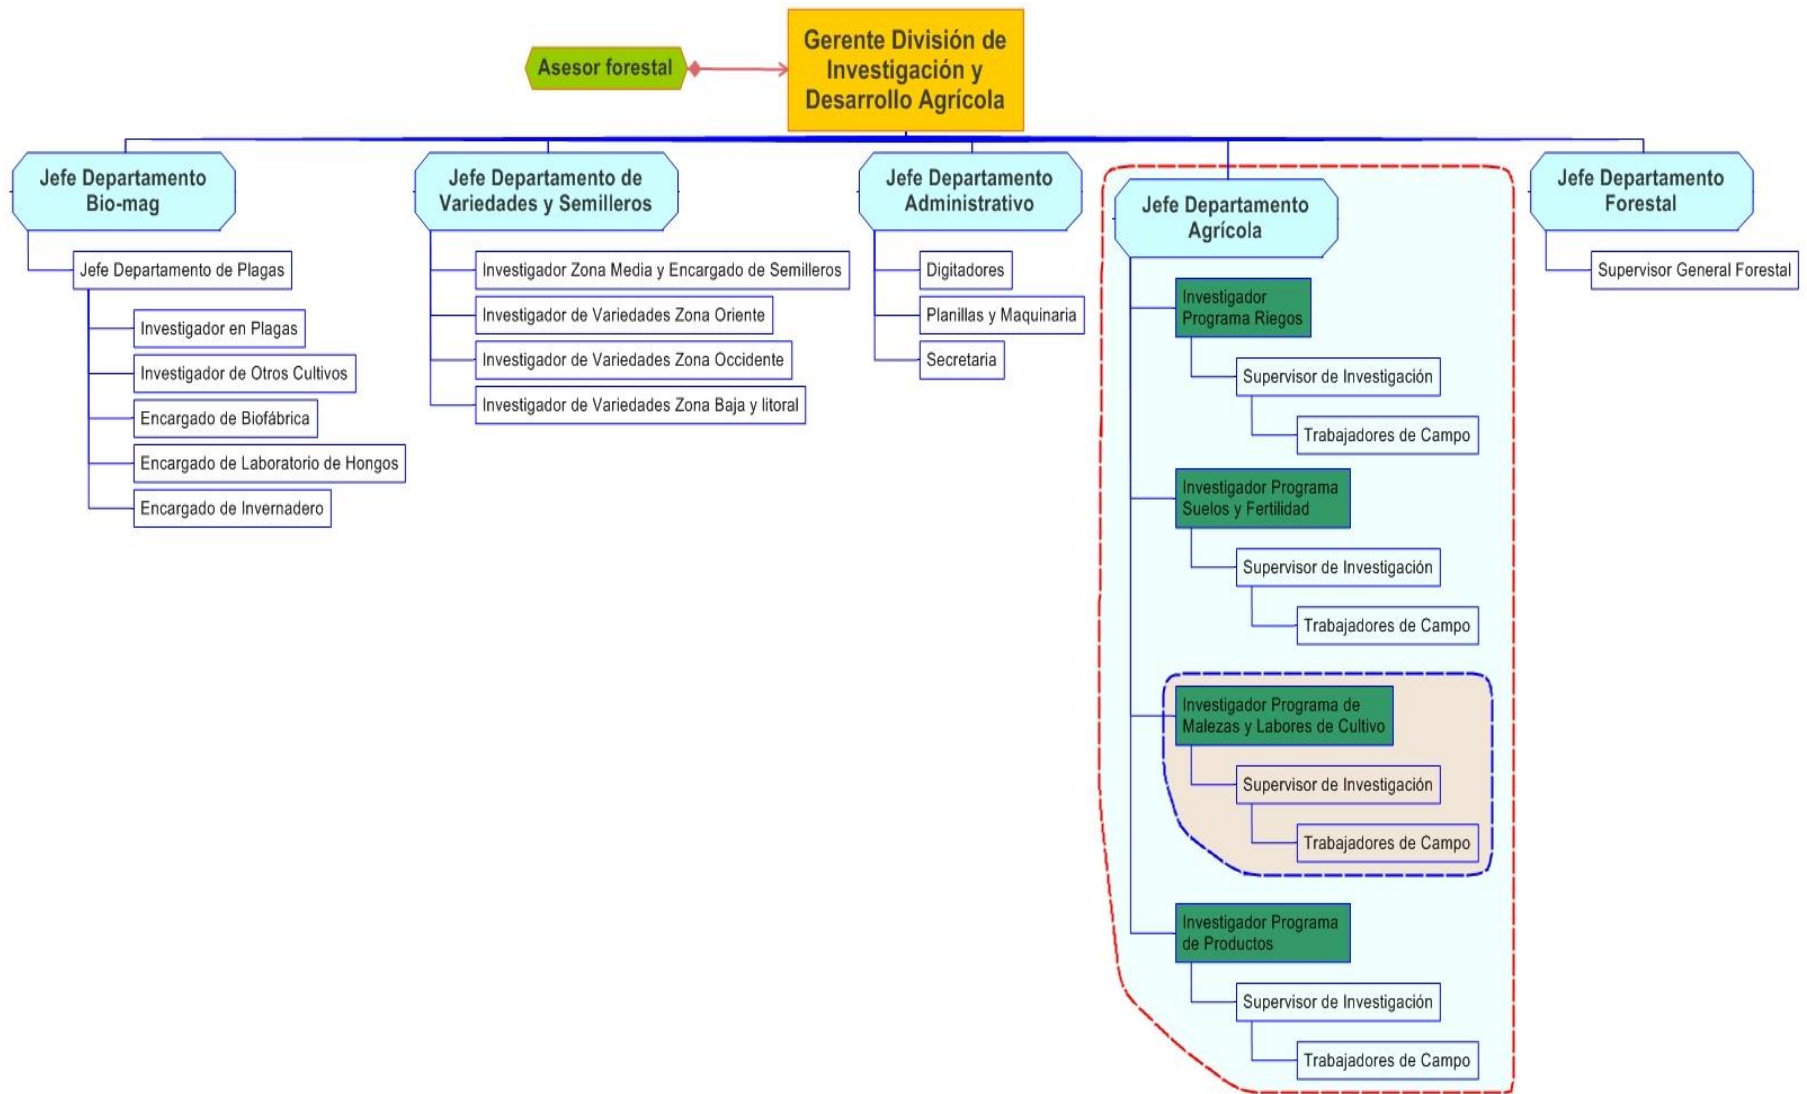 Asesor forestal
Gerente División de
Investigación y
Desarrollo Agrícola
Jefe Departamento
Bio-mag
Jefe Departamento de Plagas
Investigador en Plagas
Investigador de Otros Cultivos
Encargado de Biofábrica
Encargado de Laboratorio de Hongos
Encargado de Invernadero
Jefe Departamento de
Variedades y Semilleros
Investigador Zona Media y Encargado de Semilleros
Investigador de Variedades Zona Oriente
Investigador de Variedades Zona Occidente
Investigador de Variedades Zona Baja y litoral
Jefe Departamento
Administrativo
Digitadores
Planillas y Maquinaria
Secretaria
Jefe Departamento
Agrícola
Investigador
Programa Riegos
Supervisor de Investigación
Trabajadores de Campo
Investigador Programa
Suelos y Fertilidad
Supervisor de Investigación
Trabajadores de Campo
Investigador Programa de
Malezas y Labores de Cultivo
Supervisor de Investigación
Trabajadores de Campo
Investigador Programa
de Productos
Supervisor de Investigación
Trabajadores de Campo
Jefe Departamento
Forestal
Supervisor General Forestal